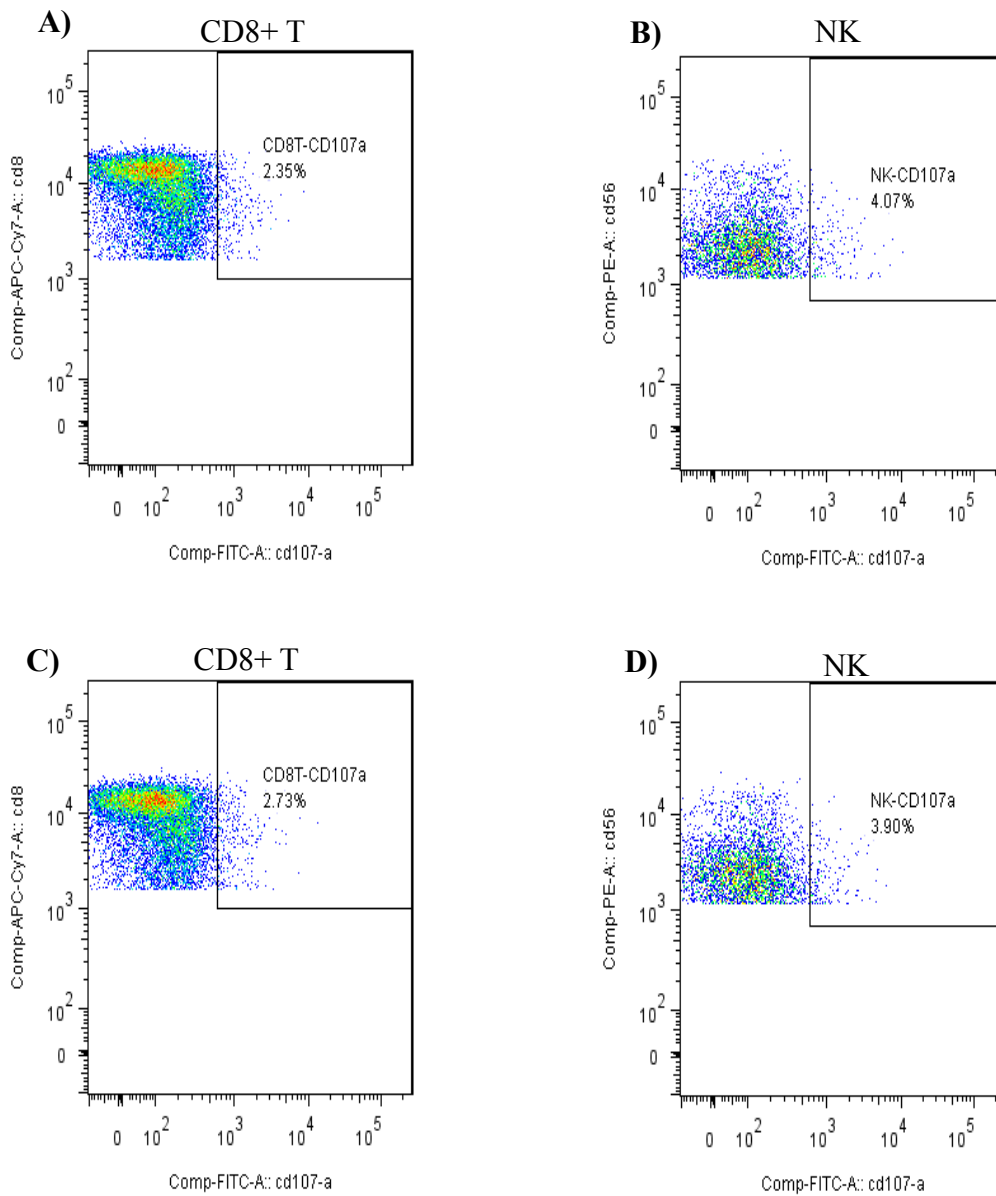 A)
CD8+ T
10^5
10^4
10^3
10^2
0
Comp-APC-Cy7-A:: cd8
CD8T-CD107a
2.35%
0 10^2 10^3 10^4 10^5
Comp-FITC-A:: cd107-a
B)
NK
10^5
10^4
10^3
10^2
0
Comp-PE-A:: cd56
NK-CD107a
4.07%
0 10^2 10^3 10^4 10^5
Comp-FITC-A:: cd107-a
C)
CD8+ T
10^5
10^4
10^3
10^2
0
Comp-APC-Cy7-A:: cd8
CD8T-CD107a
2.73%
0 10^2 10^3 10^4 10^5
Comp-FITC-A:: cd107-a
D)
NK
10^5
10^4
10^3
10^2
0
Comp-PE-A:: cd56
NK-CD107a
3.90%
0 10^2 10^3 10^4 10^5
Comp-FITC-A:: cd107-a